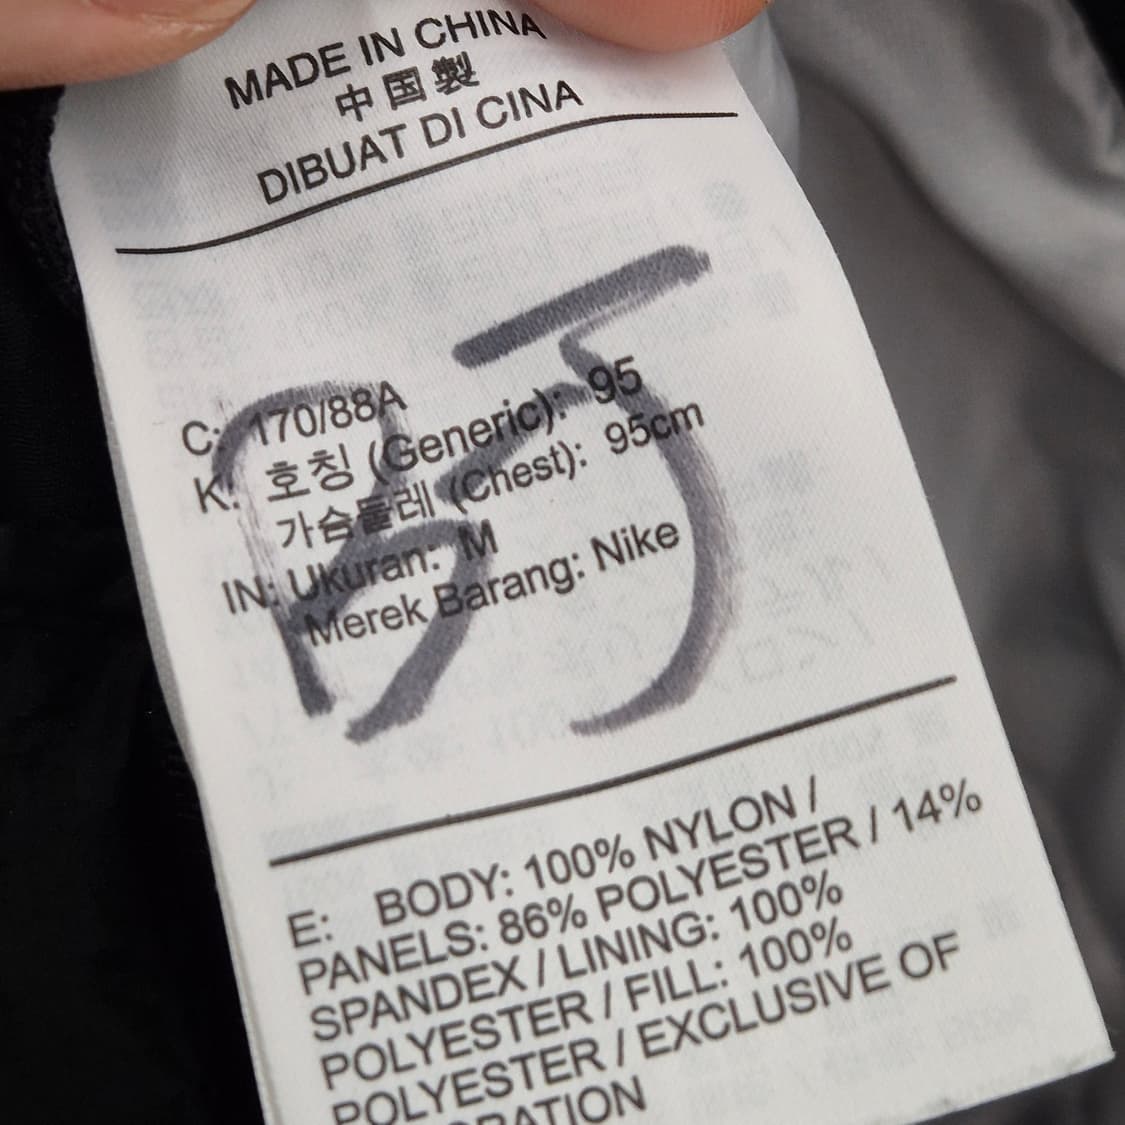 MADE IN CHINA
中国製
DIBUAT DI CINA
C: 170/88A
K: 호칭 (Generic): 95
가슴둘레 (Chest): 95cm
IN: Ukuran: M
Merek Barang: Nike
E: BODY: 100% NYLON /
PANELS: 86% POLYESTER / 14%
SPANDEX / LINING: 100%
POLYESTER / FILL: 100%
POLYESTER / EXCLUSIVE OF